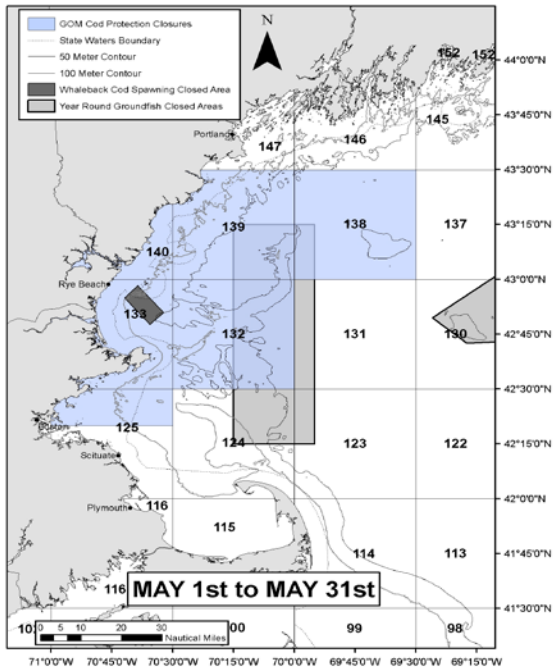 GOM Cod Protection Closures
State Waters Boundary
50 Meter Contour
100 Meter Contour
Whaleback Cod Spawning Closed Area
Year Round Groundfish Closed Areas
N
152 152
44°0'0"N
145
43°45'0"N
Portland
147
146
43°30'0"N
139
138
137
43°15'0"N
140
Rye Beach
43°0'0"N
133
132
131
130
42°45'0"N
42°30'0"N
Boston
125
124
123
122
42°15'0"N
Scituate
42°0'0"N
Plymouth
116
115
114
113
41°45'0"N
116
MAY 1st to MAY 31st
41°30'0"N
0 5 10 20 30
Nautical Miles
00
99
98
71°0'0"W 70°45'0"W 70°30'0"W 70°15'0"W 70°0'0"W 69°45'0"W 69°30'0"W 69°15'0"W